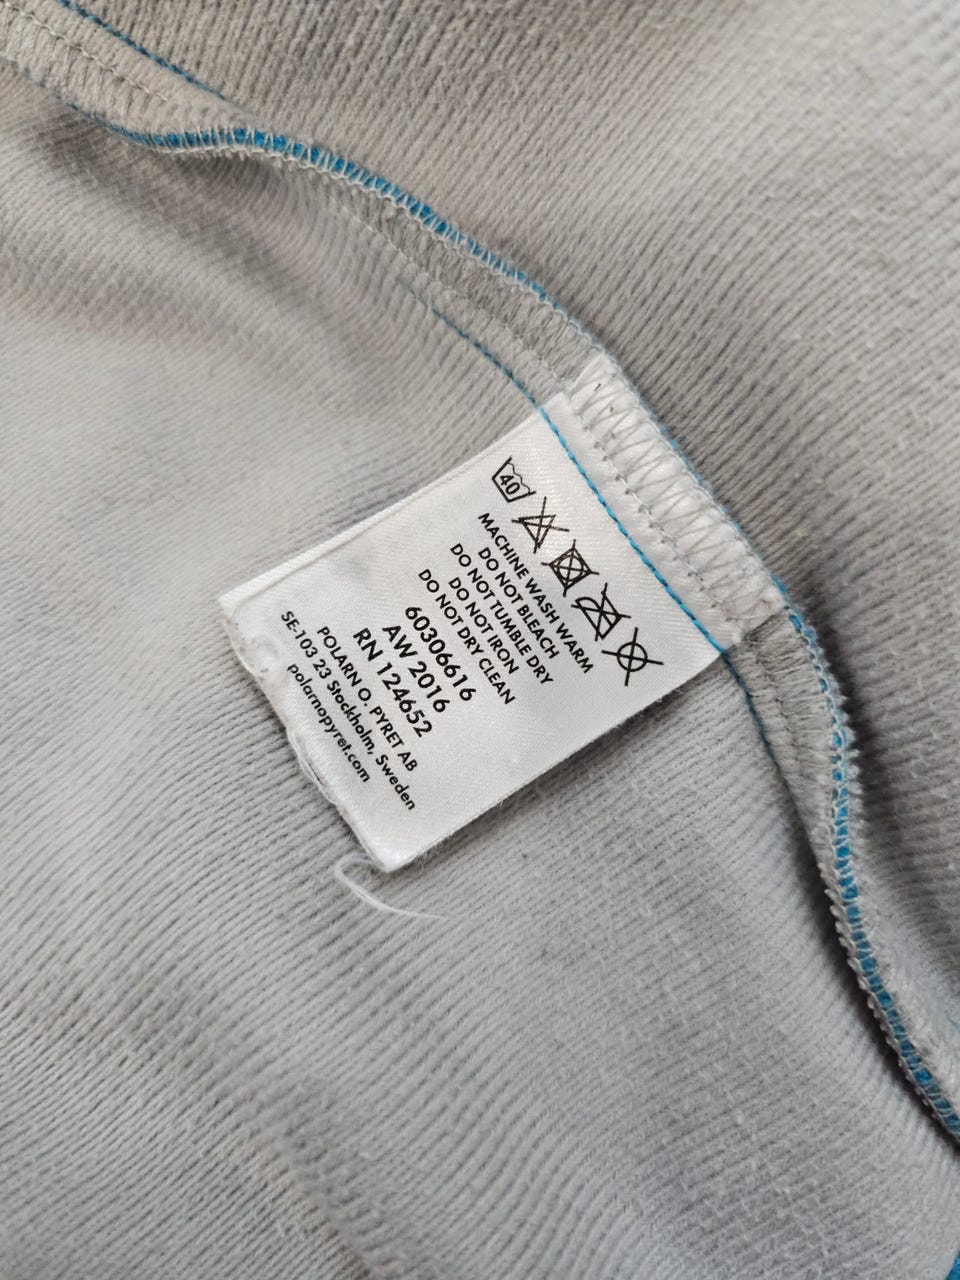 40
MACHINE WASH WARM
DO NOT BLEACH
DO NOT TUMBLE DRY
DO NOT IRON
DO NOT DRY CLEAN
60306616
AW 2016
RN 124652
POLARN O. PYRET AB
SE-103 23 Stockholm, Sweden
polarnopyret.com